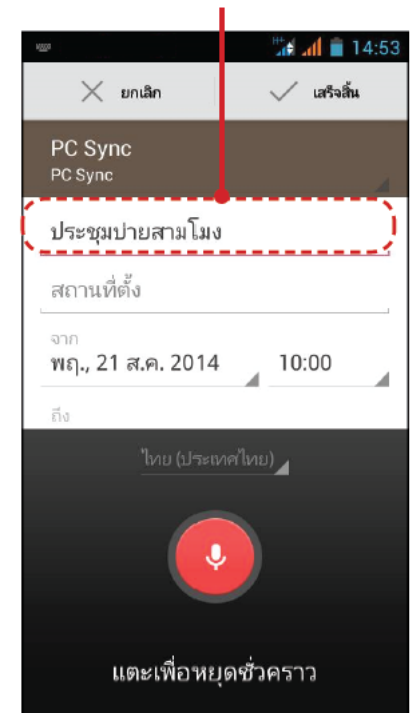 H+ 14:53
ยกเลิก เสร็จสิ้น
PC Sync
PC Sync
ประชุมบ่ายสามโมง
สถานที่ตั้ง
จาก
พฤ., 21 ส.ค. 2014 10:00
ถึง
ไทย (ประเทศไทย)
แตะเพื่อหยุดชั่วคราว